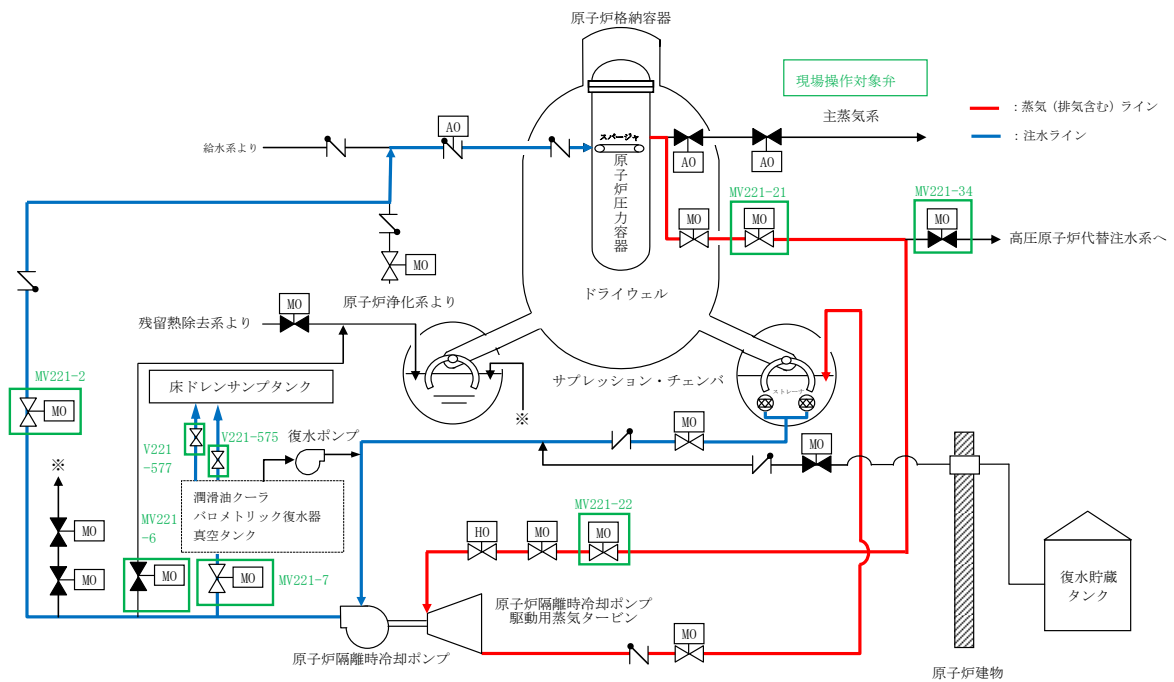 原子炉格納容器
現場操作対象弁
主蒸気系
：蒸気（排気含む）ライン
：注水ライン
給水系より
AO
スパージャ
原子炉圧力容器
AO
AO
MV221-21
MO
MO
MV221-34
MO
高圧原子炉代替注水系へ
MO
原子炉浄化系より
ドライウェル
残留熱除去系より
MO
MV221-2
MO
床ドレンサンプタンク
サプレッション・チェンバ
ストレーナ
※
V221
-577
V221-575
復水ポンプ
MO
MO
※
潤滑油クーラ
バロメトリック復水器
真空タンク
MV221
-6
MO
MO
MO
MO
MV221-7
HO
MO
MV221-22
MO
復水貯蔵
タンク
原子炉隔離時冷却ポンプ
駆動用蒸気タービン
MO
原子炉隔離時冷却ポンプ
原子炉建物